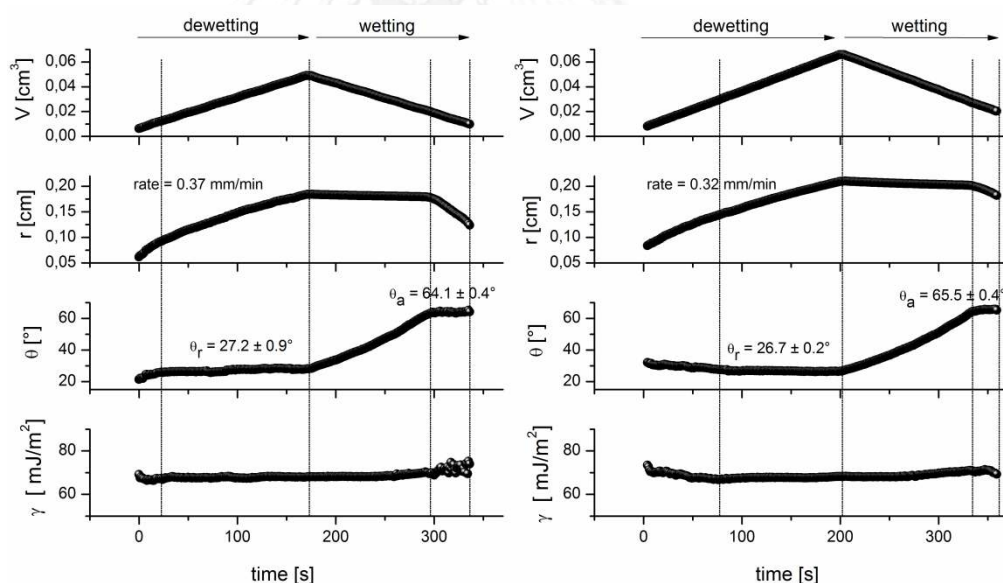 dewetting wetting
V [cm³]
0,06
0,04
0,02
0,00
r [cm]
0,20
0,15
0,10
0,05
rate = 0.37 mm/min
θ [°]
60
40
20
θr = 27.2 ± 0.9°
θa = 64.1 ± 0.4°
γ [ mJ/m²]
80
60
0 100 200 300
time [s]
dewetting wetting
V [cm³]
0,06
0,04
0,02
0,00
r [cm]
0,20
0,15
0,10
0,05
rate = 0.32 mm/min
θ [°]
60
40
20
θr = 26.7 ± 0.2°
θa = 65.5 ± 0.4°
γ [ mJ/m²]
80
60
0 100 200 300
time [s]